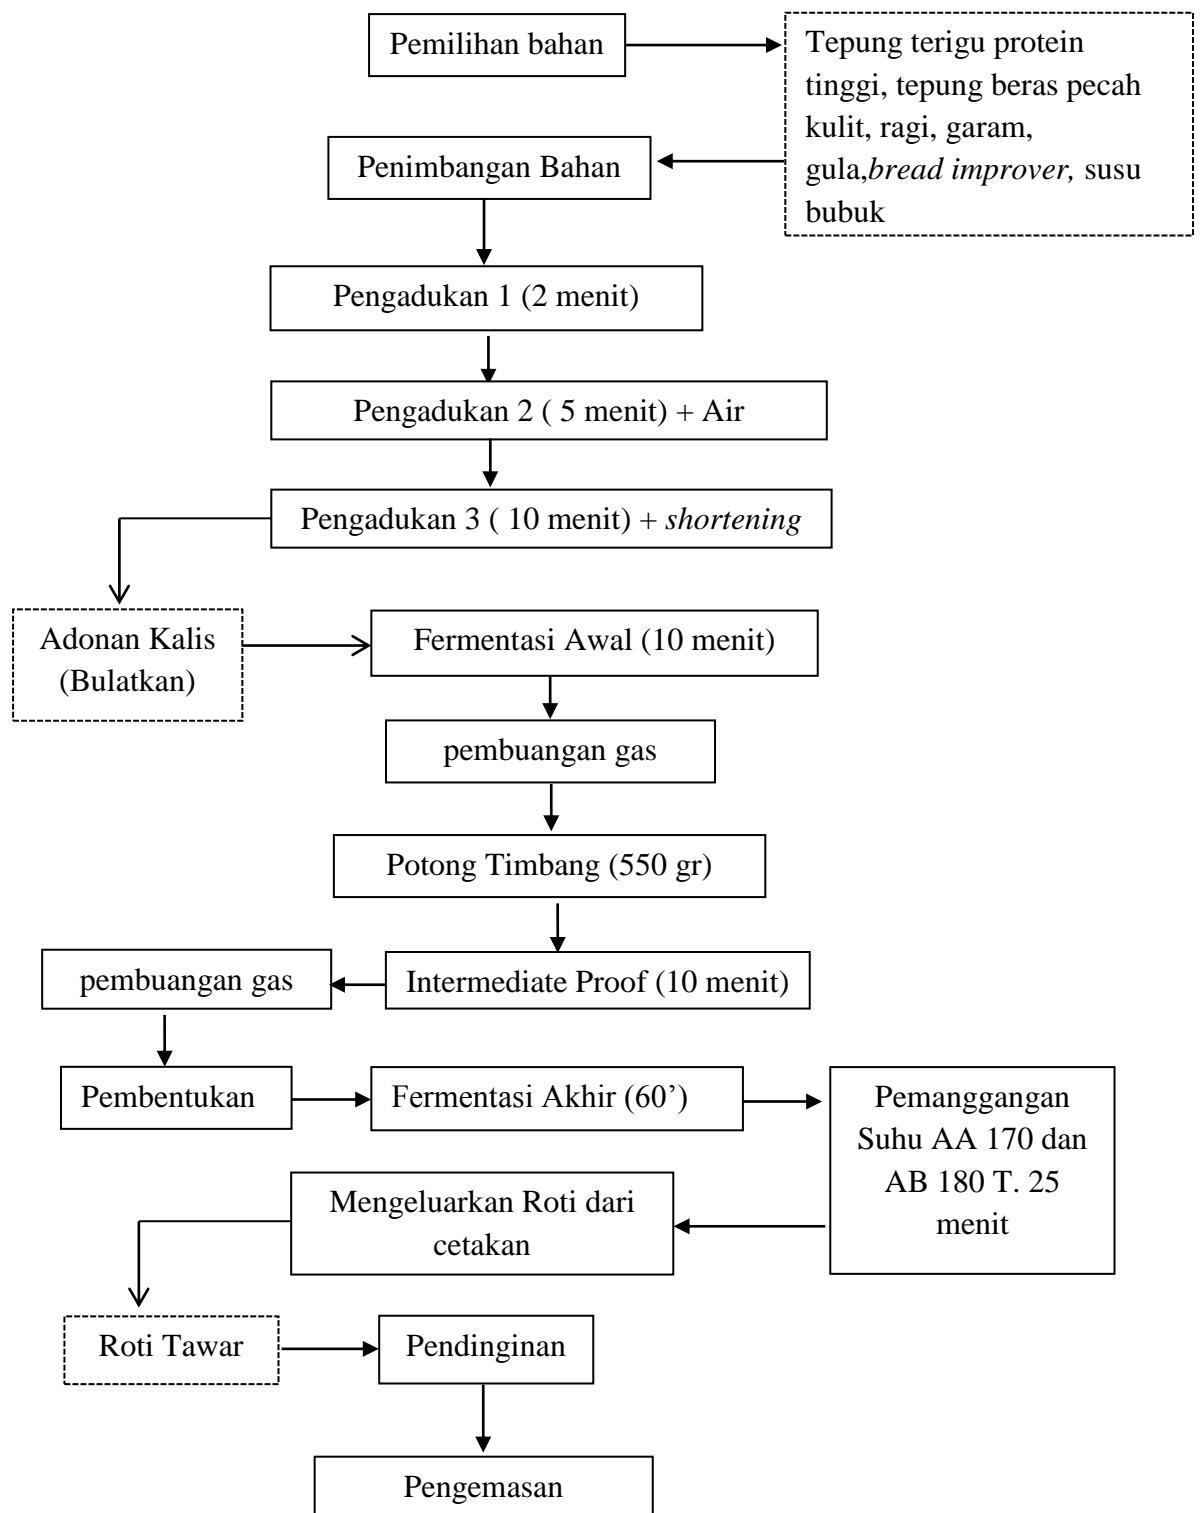 Pemilihan bahan
Tepung terigu protein
tinggi, tepung beras pecah
kulit, ragi, garam,
gula,bread improver, susu
bubuk
Penimbangan Bahan
Pengadukan 1 (2 menit)
Pengadukan 2 ( 5 menit) + Air
Pengadukan 3 ( 10 menit) + shortening
Adonan Kalis
(Bulatkan)
Fermentasi Awal (10 menit)
pembuangan gas
Potong Timbang (550 gr)
Intermediate Proof (10 menit)
pembuangan gas
Pembentukan
Fermentasi Akhir (60’)
Pemanggangan
Suhu AA 170 dan
AB 180 T. 25
menit
Mengeluarkan Roti dari
cetakan
Roti Tawar
Pendinginan
Pengemasan